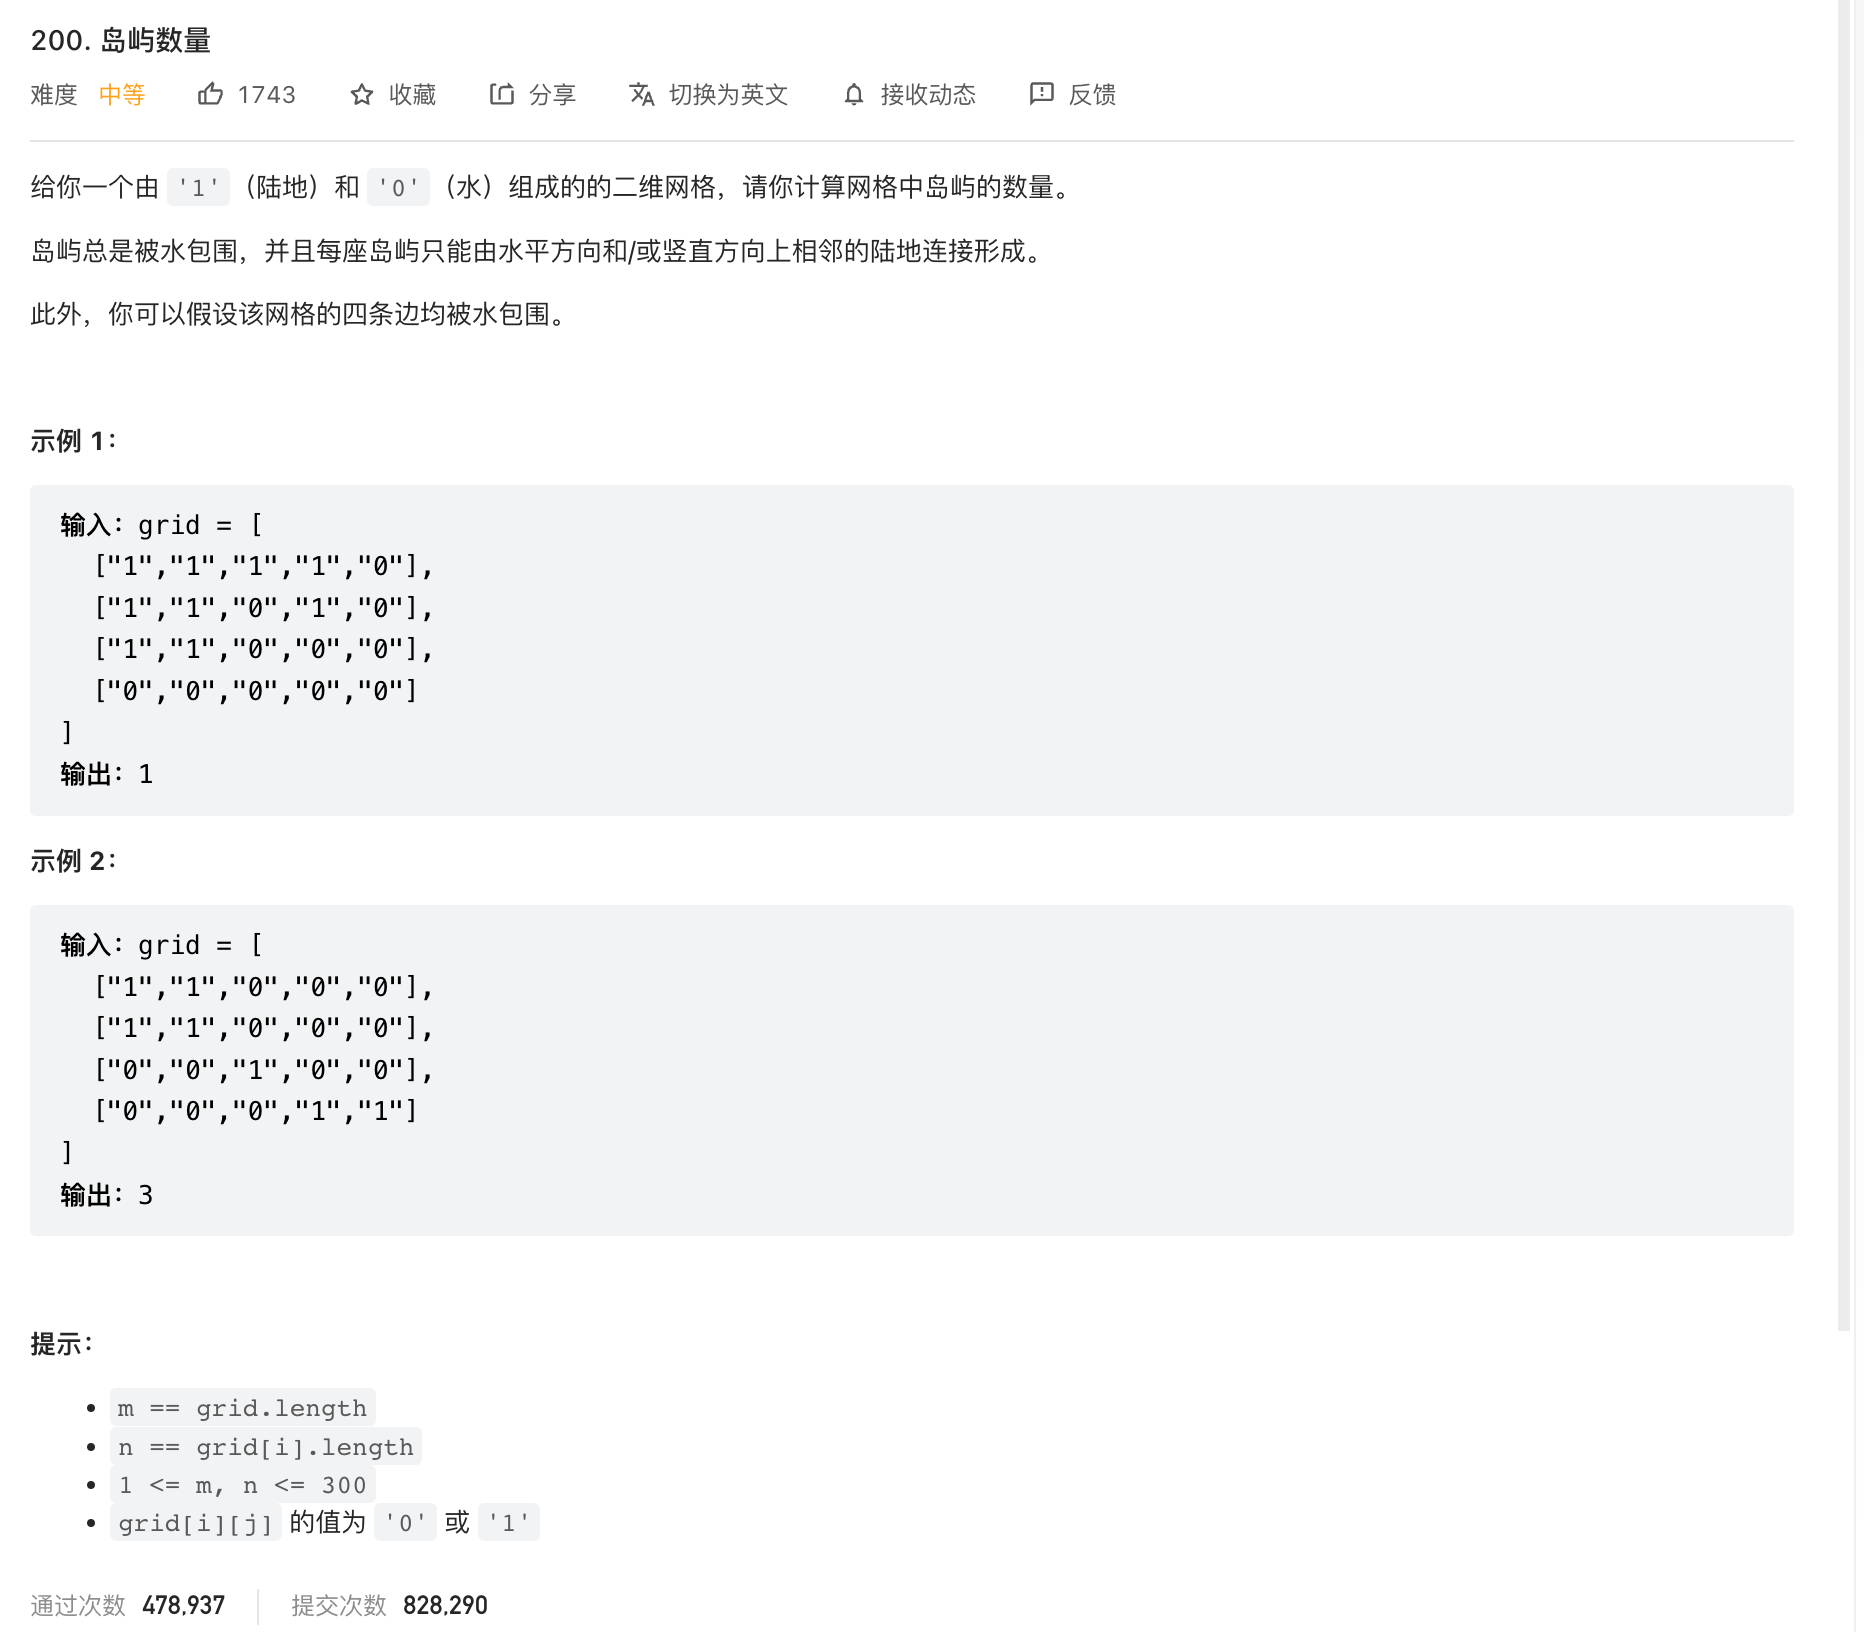 200. 岛屿数量
难度 中等 1743 收藏 分享 切换为英文 接收动态 反馈
给你一个由 '1'（陆地）和 '0'（水）组成的的二维网格，请你计算网格中岛屿的数量。
岛屿总是被水包围，并且每座岛屿只能由水平方向和/或竖直方向上相邻的陆地连接形成。
此外，你可以假设该网格的四条边均被水包围。
示例 1：
输入：grid = [
["1","1","1","1","0"],
["1","1","0","1","0"],
["1","1","0","0","0"],
["0","0","0","0","0"]
]
输出：1
示例 2：
输入：grid = [
["1","1","0","0","0"],
["1","1","0","0","0"],
["0","0","1","0","0"],
["0","0","0","1","1"]
]
输出：3
提示：
• m == grid.length
• n == grid[i].length
• 1 <= m, n <= 300
• grid[i][j] 的值为 '0' 或 '1'
通过次数 478,937 提交次数 828,290